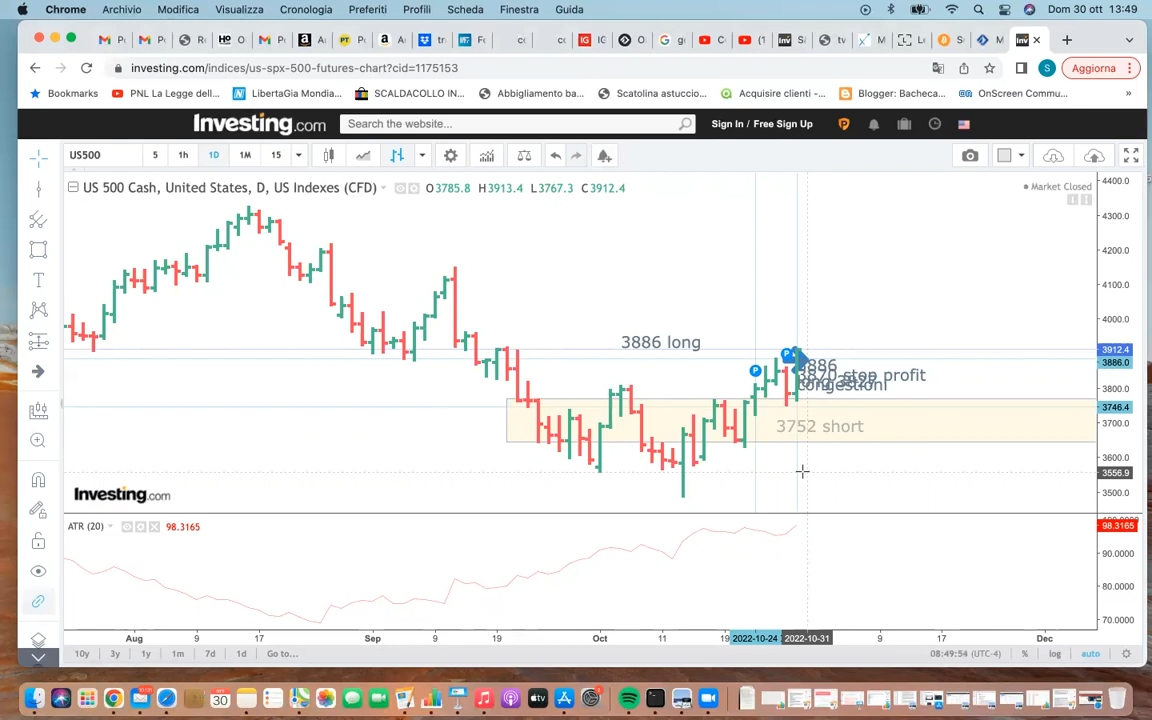 Chrome Archivio Modifica Visualizza Cronologia Preferiti Profili Scheda Finestra Guida Dom 30 ott 13:49
investing.com/indices/us-spx-500-futures-chart?cid=1175153 Aggiorna
Bookmarks PNL La Legge dell... LibertaGia Mondia... SCALDACOLLO IN... Abbigliamento ba... Scatolina astuccio... Acquisire clienti -... Blogger: Bacheca... OnScreen Commu... »
Investing.com Search the website... Sign In / Free Sign Up
US500 5 1h 1D 1M 15
US 500 Cash, United States, D, US Indexes (CFD) O3785.8 H3913.4 L3767.3 C3912.4
Market Closed
4400.0
4300.0
4200.0
4100.0
4000.0
3886 long
3912.4
3886.0
3886
3870 stop profit
congestioni
3800.0
3746.4
3752 short
3700.0
3600.0
3556.9
3500.0
Investing.com
ATR (20) 98.3165
98.3165
90.0000
80.0000
70.0000
Aug 9 17 Sep 9 19 Oct 11 19 2022-10-24 2022-10-31 9 17 Dec
10y 3y 1y 1m 7d 1d Go to... 08:49:54 (UTC-4) % log auto